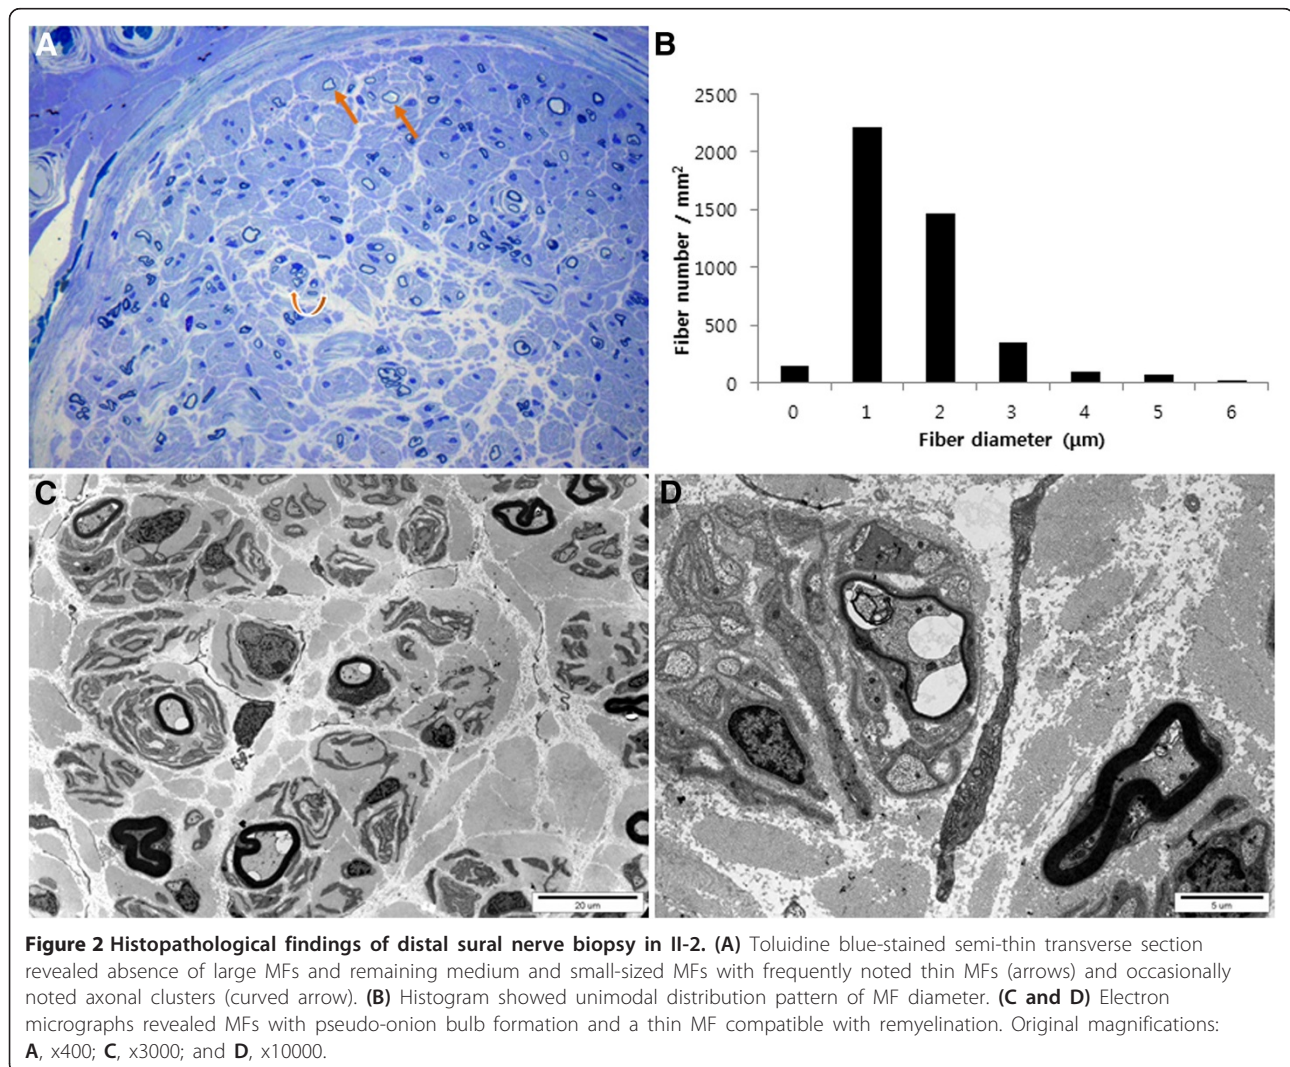 A
B
2500
2000
1500
1000
500
0
Fiber number / mm²
0 1 2 3 4 5 6
Fiber diameter (μm)
C
20 um
D
5 um
Figure 2 Histopathological findings of distal sural nerve biopsy in II-2. (A) Toluidine blue-stained semi-thin transverse section
revealed absence of large MFs and remaining medium and small-sized MFs with frequently noted thin MFs (arrows) and occasionally
noted axonal clusters (curved arrow). (B) Histogram showed unimodal distribution pattern of MF diameter. (C and D) Electron
micrographs revealed MFs with pseudo-onion bulb formation and a thin MF compatible with remyelination. Original magnifications:
A, x400; C, x3000; and D, x10000.